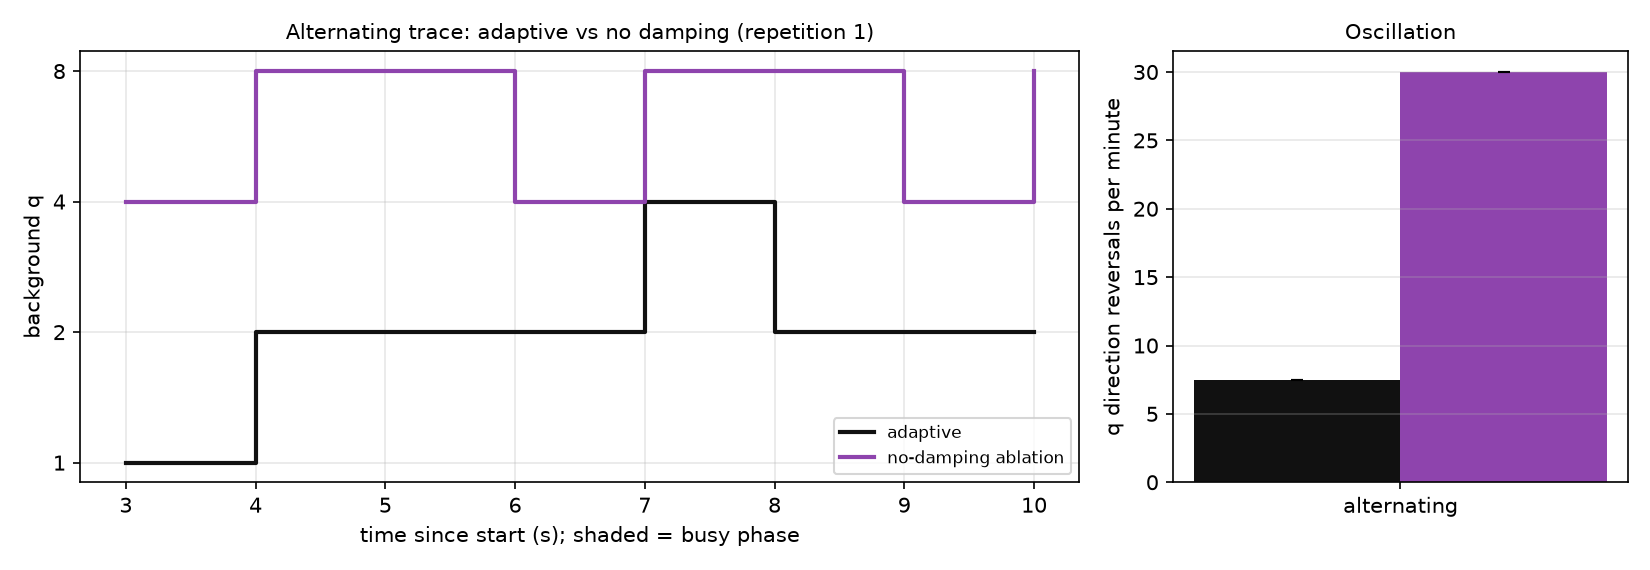 Alternating trace: adaptive vs no damping (repetition 1)
background q
8
4
2
1
adaptive
no-damping ablation
3 4 5 6 7 8 9 10
time since start (s); shaded = busy phase
Oscillation
q direction reversals per minute
30
25
20
15
10
5
0
alternating